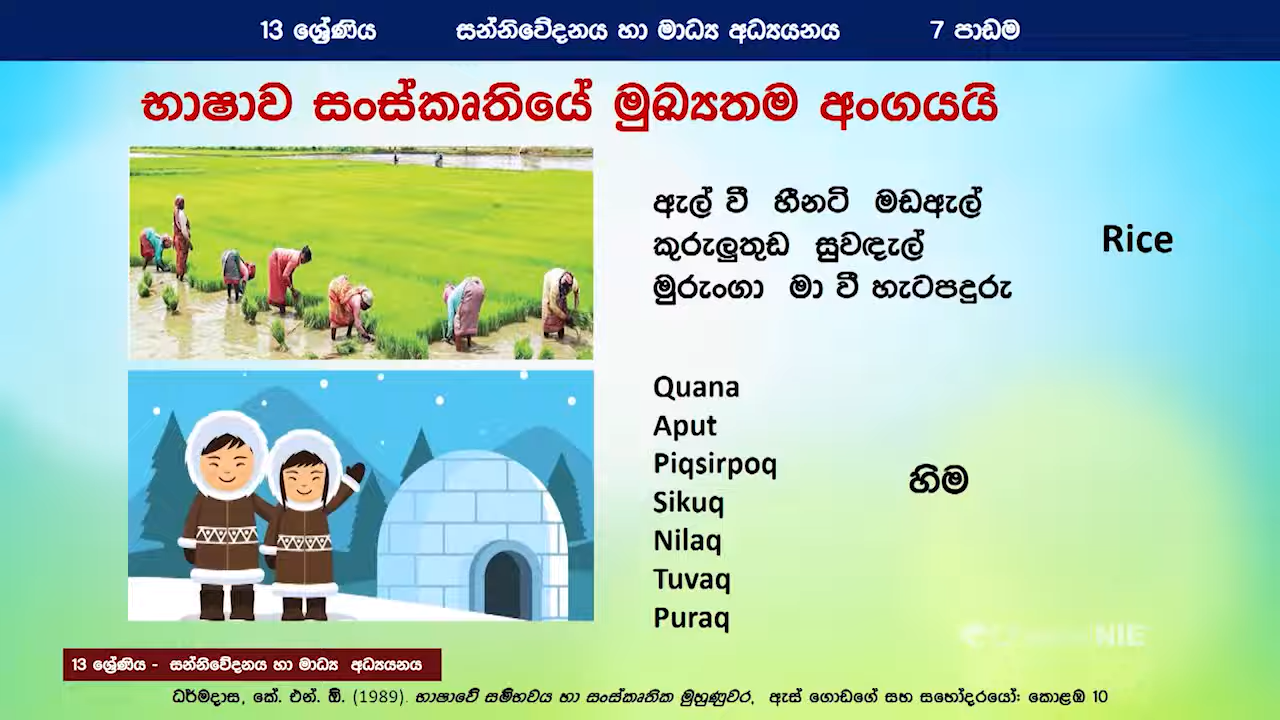 13 ශ්‍රේණිය සන්නිවේදනය හා මාධ්‍ය අධ්‍යයනය 7 පාඩම
භාෂාව සංස්කෘතියේ මුඛ්‍යතම අංගයයි
ඇල් වී හීනටි මඩඇල්
කුරුලුතුඩ සුවඳැල්
මුරුංගා මා වී හැටපදුරු
Rice
Quana
Aput
Piqsirpoq
Sikuq
Nilaq
Tuvaq
Puraq
හිම
NIE
13 ශ්‍රේණිය - සන්නිවේදනය හා මාධ්‍ය අධ්‍යයනය
ධර්මදාස, කේ. එන්. ඕ. (1989). භාෂාවේ සම්භවය හා සංස්කෘතික මුහුණුවර, ඇස් ගොඩගේ සහ සහෝදරයෝ: කොළඹ 10